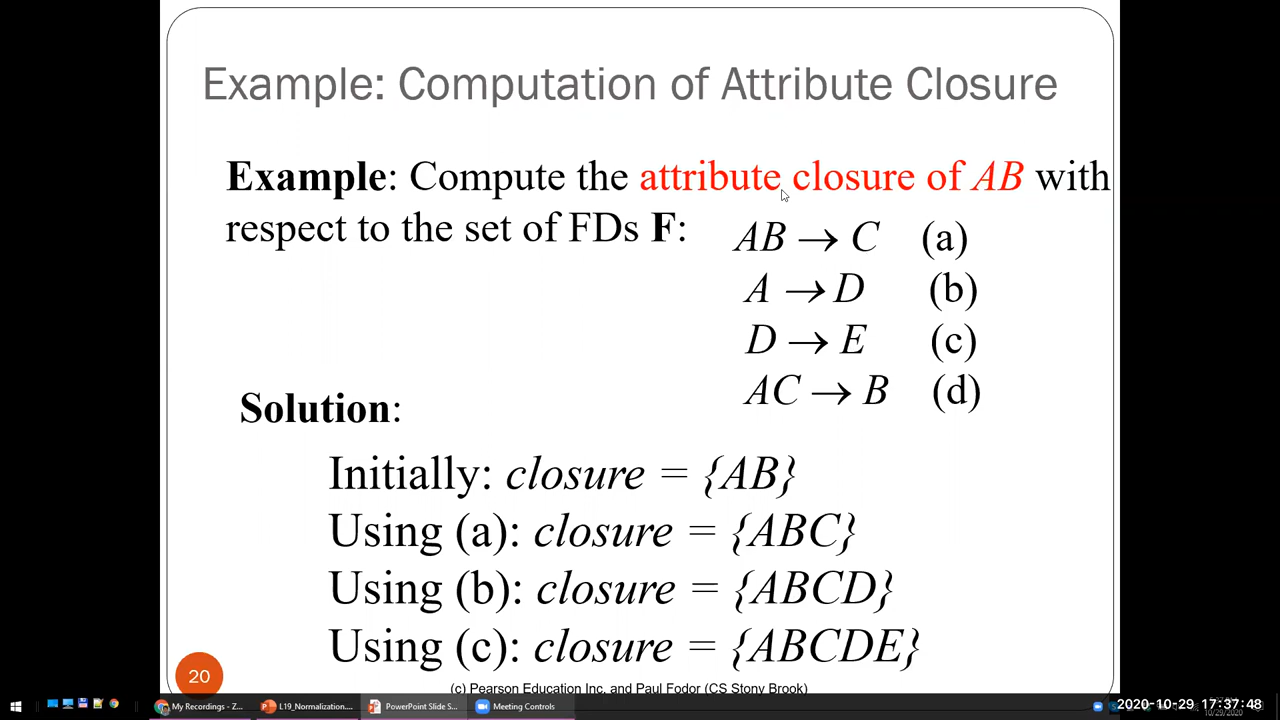 Example: Computation of Attribute Closure
Example: Compute the attribute closure of AB with
respect to the set of FDs F:
AB → C (a)
A → D (b)
D → E (c)
AC → B (d)
Solution:
Initially: closure = {AB}
Using (a): closure = {ABC}
Using (b): closure = {ABCD}
Using (c): closure = {ABCDE}
20
(c) Pearson Education Inc. and Paul Fodor (CS Stony Brook)
My Recordings - Z...
L19_Normalization....
PowerPoint Slide S...
Meeting Controls
2020-10-29 17:37:48